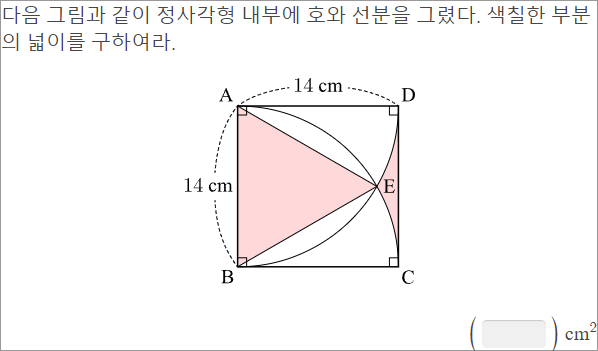 다음 그림과 같이 정사각형 내부에 호와 선분을 그렸다. 색칠한 부분
의 넓이를 구하여라.
14 cm
A D
14 cm E
B C
( ) cm²